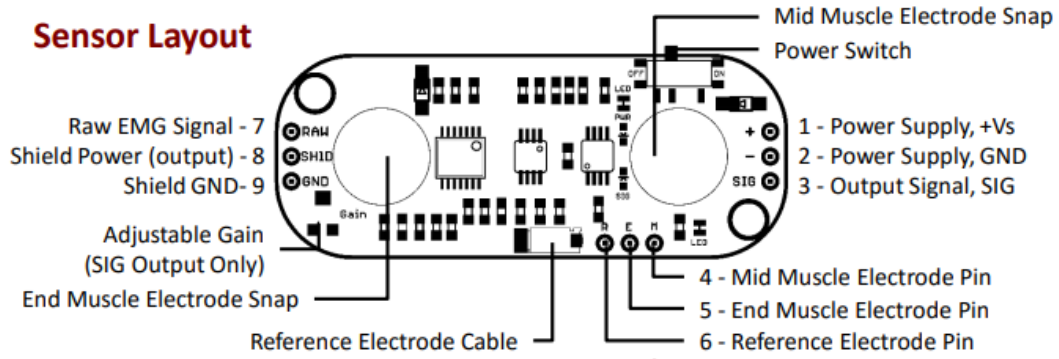 Sensor Layout
Mid Muscle Electrode Snap
Power Switch
OFF
ON
LED
PWR
Raw EMG Signal - 7
RAW
+
1 - Power Supply, +Vs
Shield Power (output) - 8
SHID
-
2 - Power Supply, GND
Shield GND- 9
GND
SIG
SIG
3 - Output Signal, SIG
Gain
R E M
LED
Adjustable Gain
(SIG Output Only)
4 - Mid Muscle Electrode Pin
End Muscle Electrode Snap
5 - End Muscle Electrode Pin
Reference Electrode Cable
6 - Reference Electrode Pin